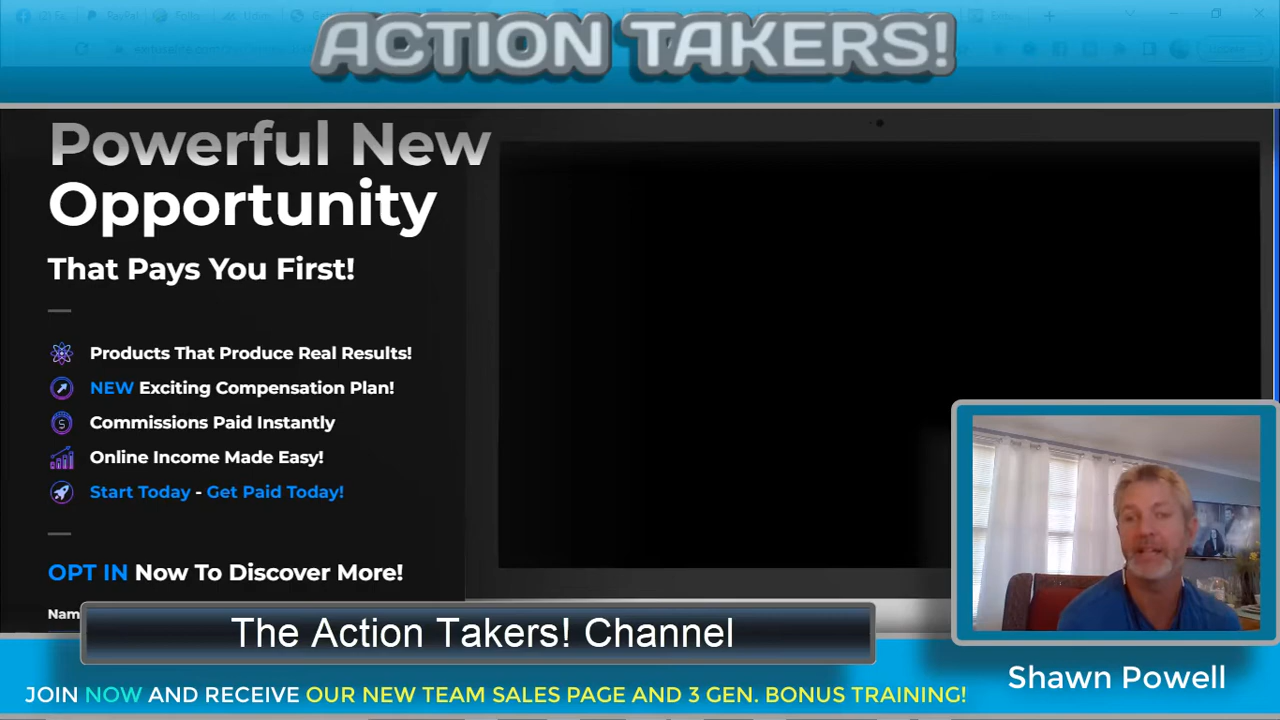 ACTION TAKERS!
Powerful New
Opportunity
That Pays You First!
Products That Produce Real Results!
NEW Exciting Compensation Plan!
Commissions Paid Instantly
Online Income Made Easy!
Start Today - Get Paid Today!
OPT IN Now To Discover More!
Nam
The Action Takers! Channel
Shawn Powell
JOIN NOW AND RECEIVE OUR NEW TEAM SALES PAGE AND 3 GEN. BONUS TRAINING!